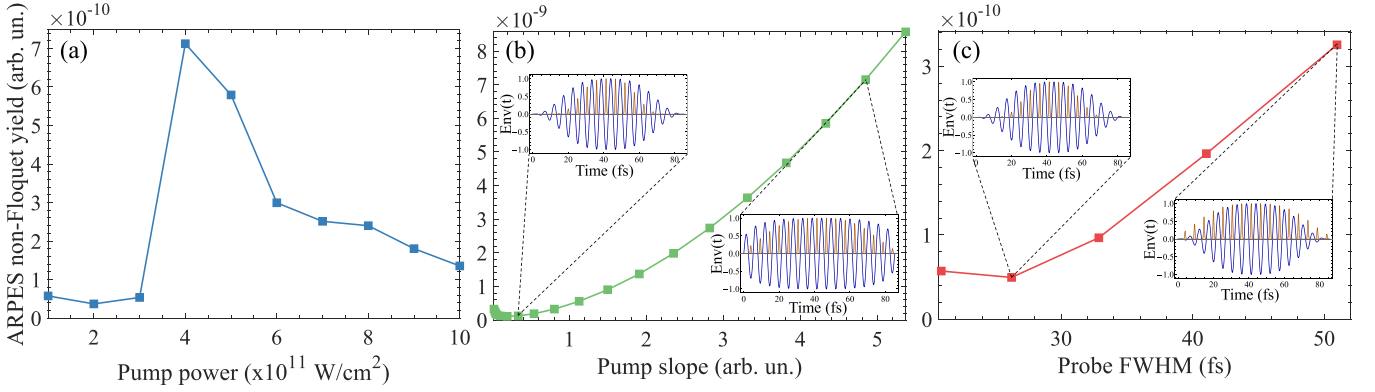 ×10⁻¹⁰
(a)
ARPES non-Floquet yield (arb. un.)
7
6
5
4
3
2
1
0
2 4 6 8 10
Pump power (x10¹¹ W/cm²)
×10⁻⁹
(b)
8
7
6
5
4
3
2
1
0
1 2 3 4 5
Pump slope (arb. un.)
Env(t)
1.0
0.5
0.0
−0.5
−1.0
0 20 40 60 80
Time (fs)
Env(t)
1.0
0.5
0.0
−0.5
−1.0
0 20 40 60 80
Time (fs)
×10⁻¹⁰
(c)
3
2
1
0
30 40 50
Probe FWHM (fs)
Env(t)
1.0
0.5
0.0
−0.5
−1.0
0 20 40 60 80
Time (fs)
Env(t)
1.0
0.5
0.0
−0.5
−1.0
0 20 40 60 80
Time (fs)